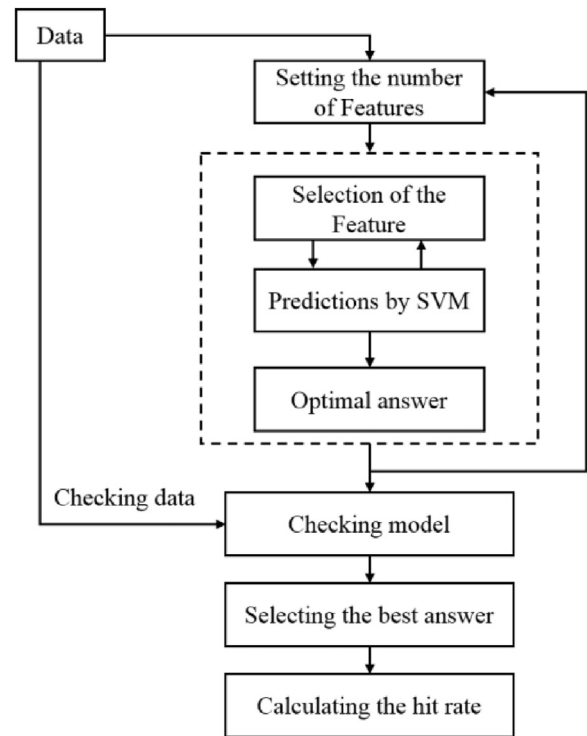 Data
Setting the number
of Features
Selection of the
Feature
Predictions by SVM
Optimal answer
Checking data
Checking model
Selecting the best answer
Calculating the hit rate